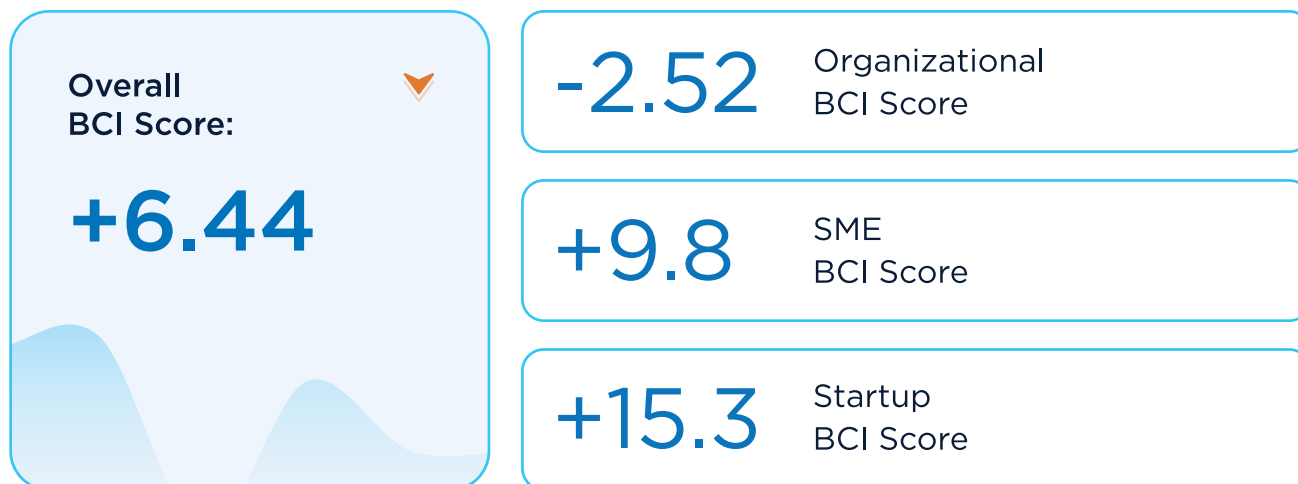 Overall
BCI Score:
+6.44
-2.52
Organizational
BCI Score
+9.8
SME
BCI Score
+15.3
Startup
BCI Score